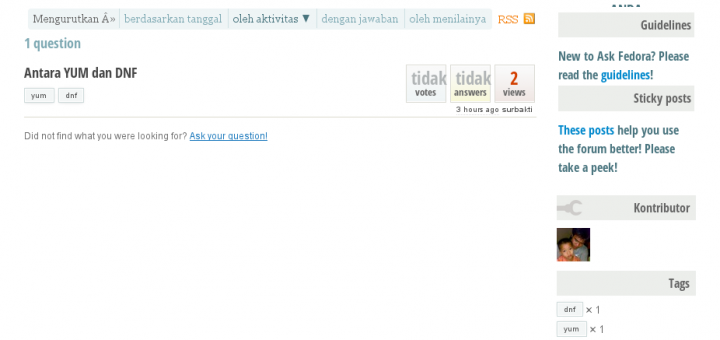 Mengurutkan Â» berdasarkan tanggal oleh aktivitas ▼ dengan jawaban oleh menilainya RSS
1 question
Antara YUM dan DNF
yum dnf
tidak votes
tidak answers
2 views
3 hours ago surbakti
Did not find what you were looking for? Ask your question!
Guidelines
New to Ask Fedora? Please
read the guidelines!
Sticky posts
These posts help you use
the forum better! Please
take a peek!
Kontributor
Tags
dnf × 1
yum × 1